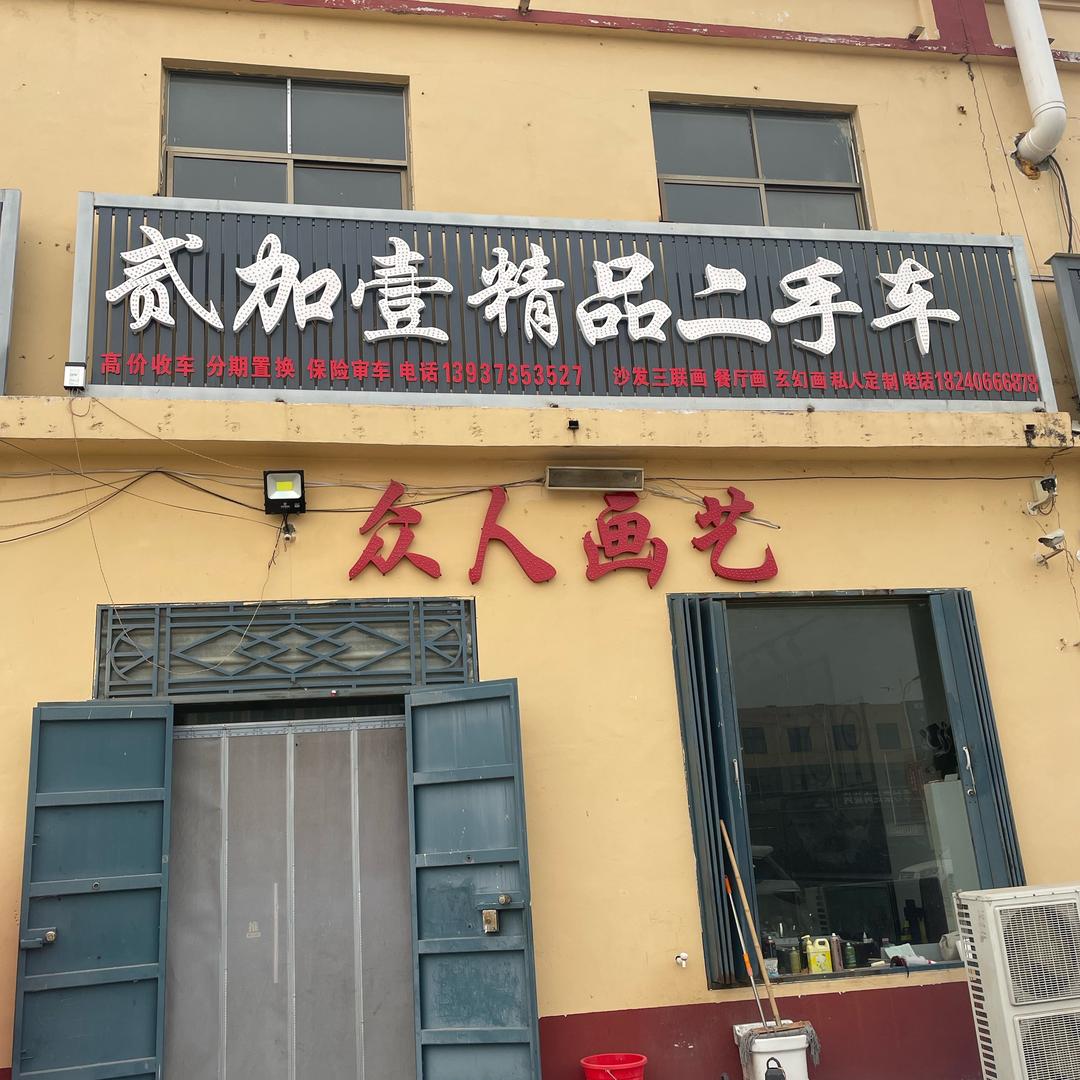 贰加壹精品二手车
高价收车 分期置换 保险审车 电话13937353527 沙发三联画 餐厅画 玄幻画 私人定制 电话18240666878
众人画艺
推